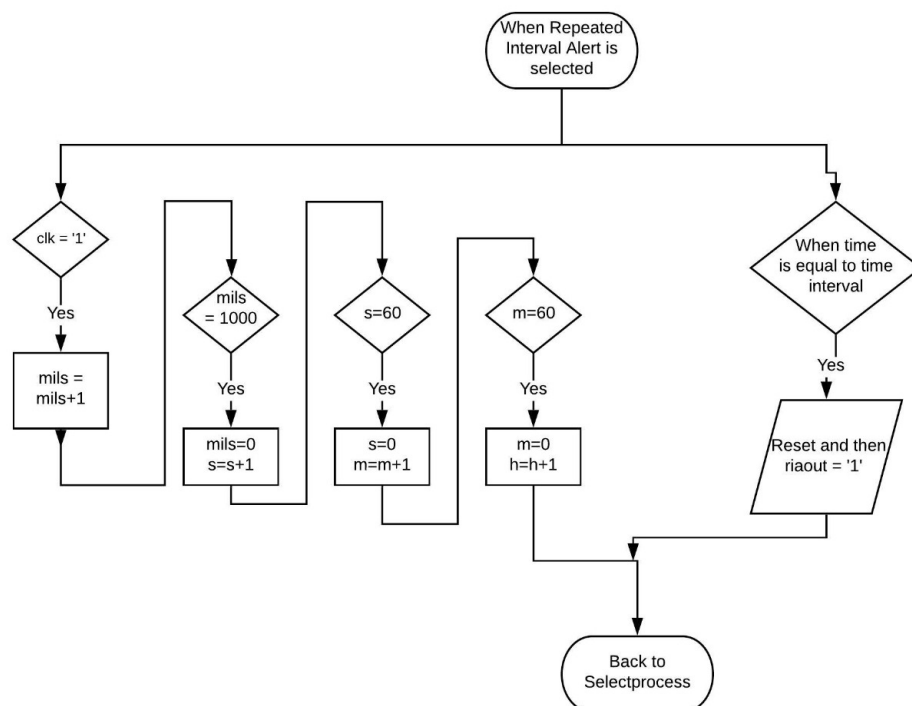 When Repeated
Interval Alert is
selected
clk = '1'
Yes
mils =
mils+1
mils
= 1000
Yes
mils=0
s=s+1
s=60
Yes
s=0
m=m+1
m=60
Yes
m=0
h=h+1
When time
is equal to time
interval
Yes
Reset and then
riaout = '1'
Back to
Selectprocess